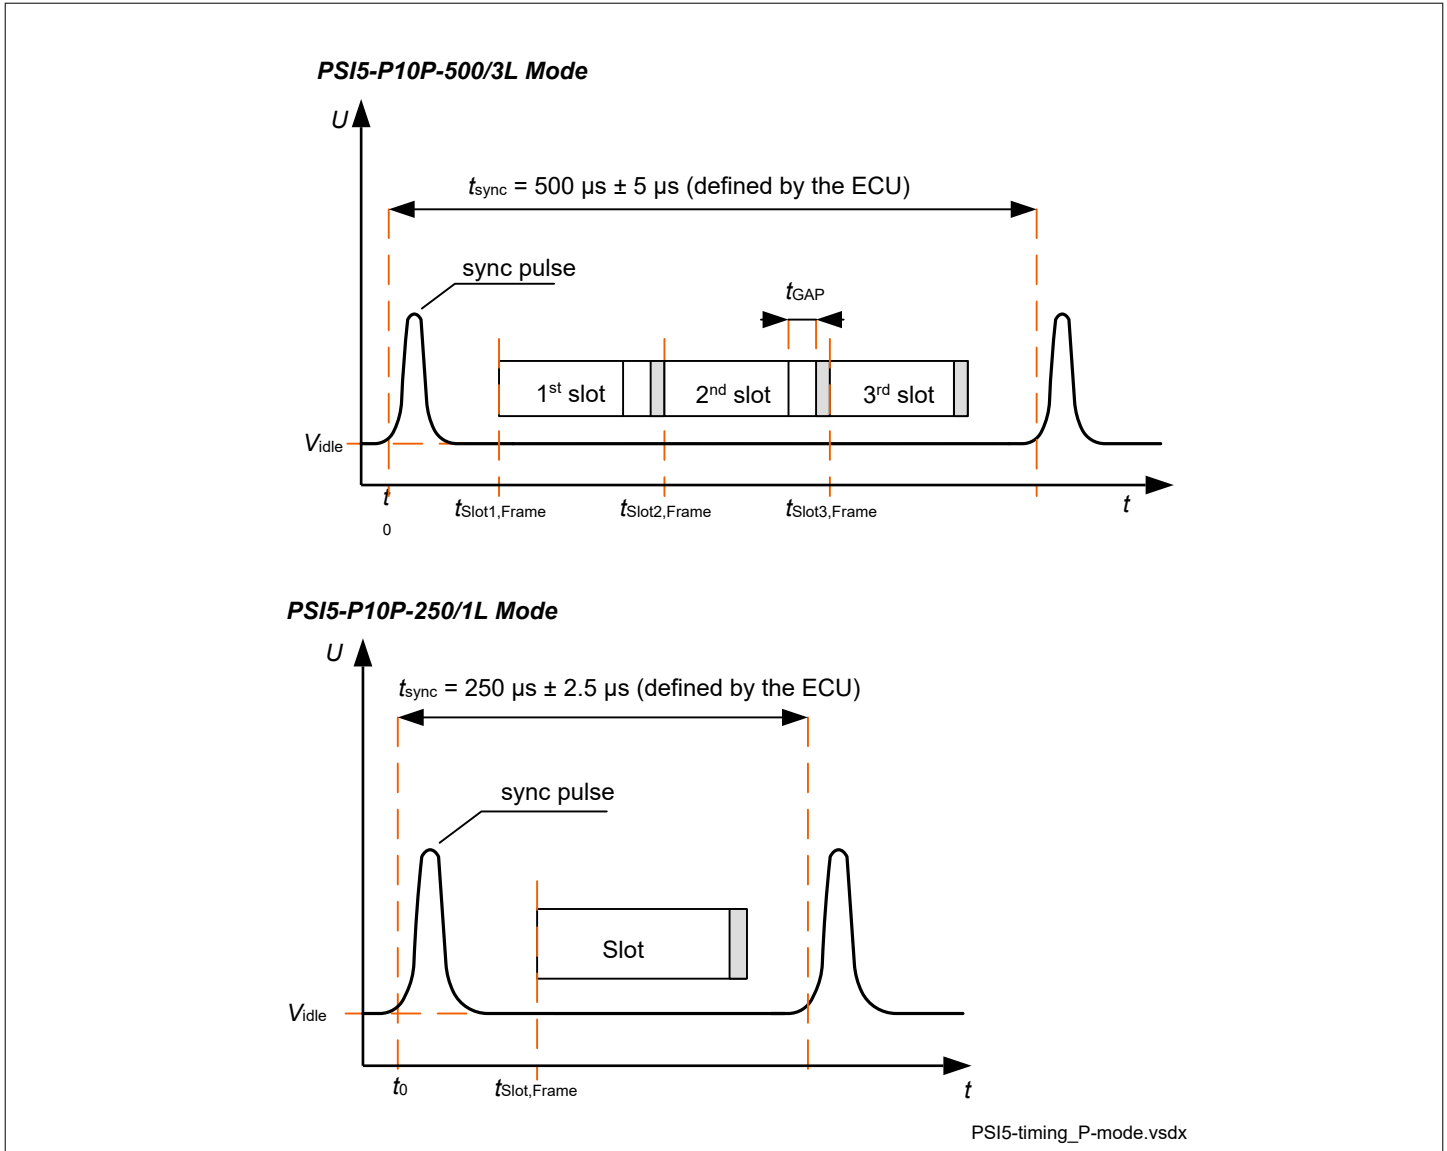 PSI5-P10P-500/3L Mode
U
tsync = 500 µs ± 5 µs (defined by the ECU)
sync pulse
tGAP
1st slot
2nd slot
3rd slot
Vidle
t0
tSlot1,Frame
tSlot2,Frame
tSlot3,Frame
t
PSI5-P10P-250/1L Mode
U
tsync = 250 µs ± 2.5 µs (defined by the ECU)
sync pulse
Slot
Vidle
t0
tSlot,Frame
t
PSI5-timing_P-mode.vsdx